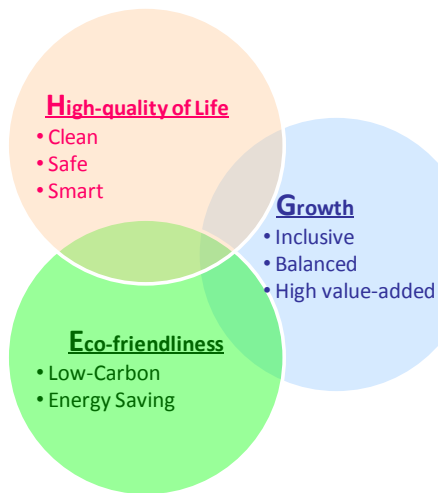 High-quality of Life
• Clean
• Safe
• Smart
Growth
• Inclusive
• Balanced
• High value-added
Eco-friendliness
• Low-Carbon
• Energy Saving